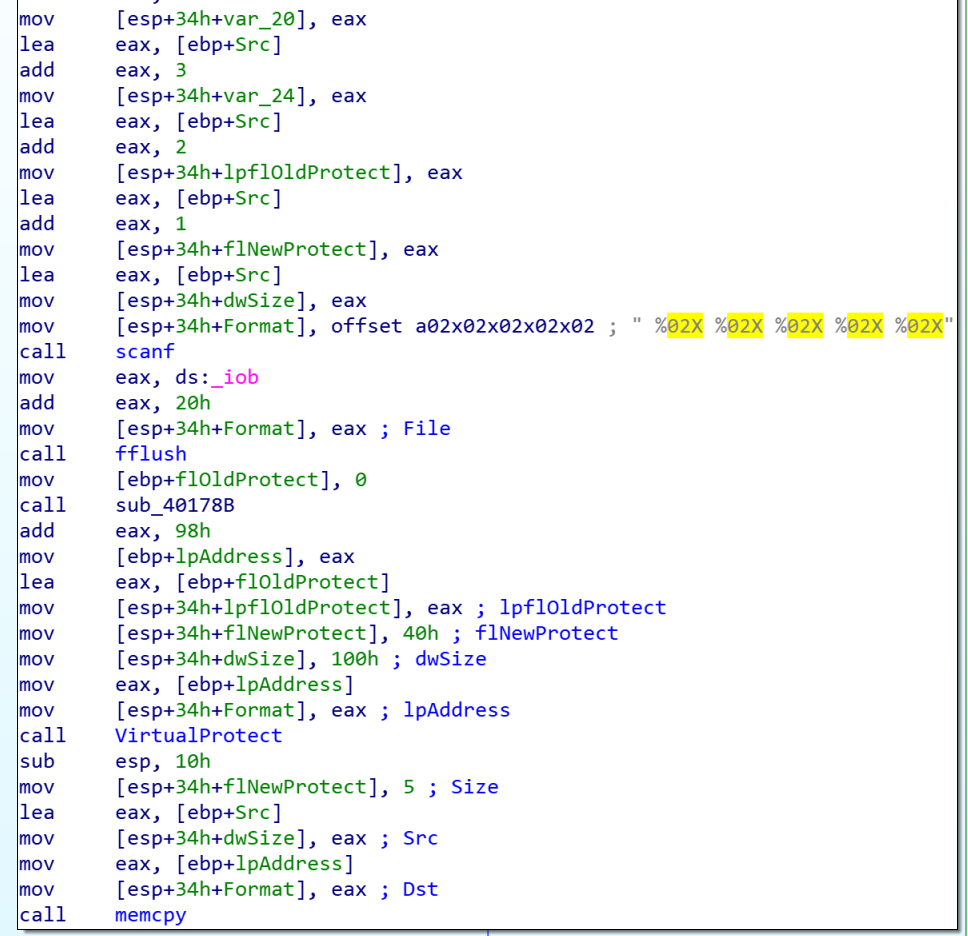 mov [esp+34h+var_20], eax
lea eax, [ebp+Src]
add eax, 3
mov [esp+34h+var_24], eax
lea eax, [ebp+Src]
add eax, 2
mov [esp+34h+lpflOldProtect], eax
lea eax, [ebp+Src]
add eax, 1
mov [esp+34h+flNewProtect], eax
lea eax, [ebp+Src]
mov [esp+34h+dwSize], eax
mov [esp+34h+Format], offset a02x02x02x02x02 ; " %02X %02X %02X %02X %02X"
call scanf
mov eax, ds:_iob
add eax, 20h
mov [esp+34h+Format], eax ; File
call fflush
mov [ebp+flOldProtect], 0
call sub_40178B
add eax, 98h
mov [ebp+lpAddress], eax
lea eax, [ebp+flOldProtect]
mov [esp+34h+lpflOldProtect], eax ; lpflOldProtect
mov [esp+34h+flNewProtect], 40h ; flNewProtect
mov [esp+34h+dwSize], 100h ; dwSize
mov eax, [ebp+lpAddress]
mov [esp+34h+Format], eax ; lpAddress
call VirtualProtect
sub esp, 10h
mov [esp+34h+flNewProtect], 5 ; Size
lea eax, [ebp+Src]
mov [esp+34h+dwSize], eax ; Src
mov eax, [ebp+lpAddress]
mov [esp+34h+Format], eax ; Dst
call memcpy